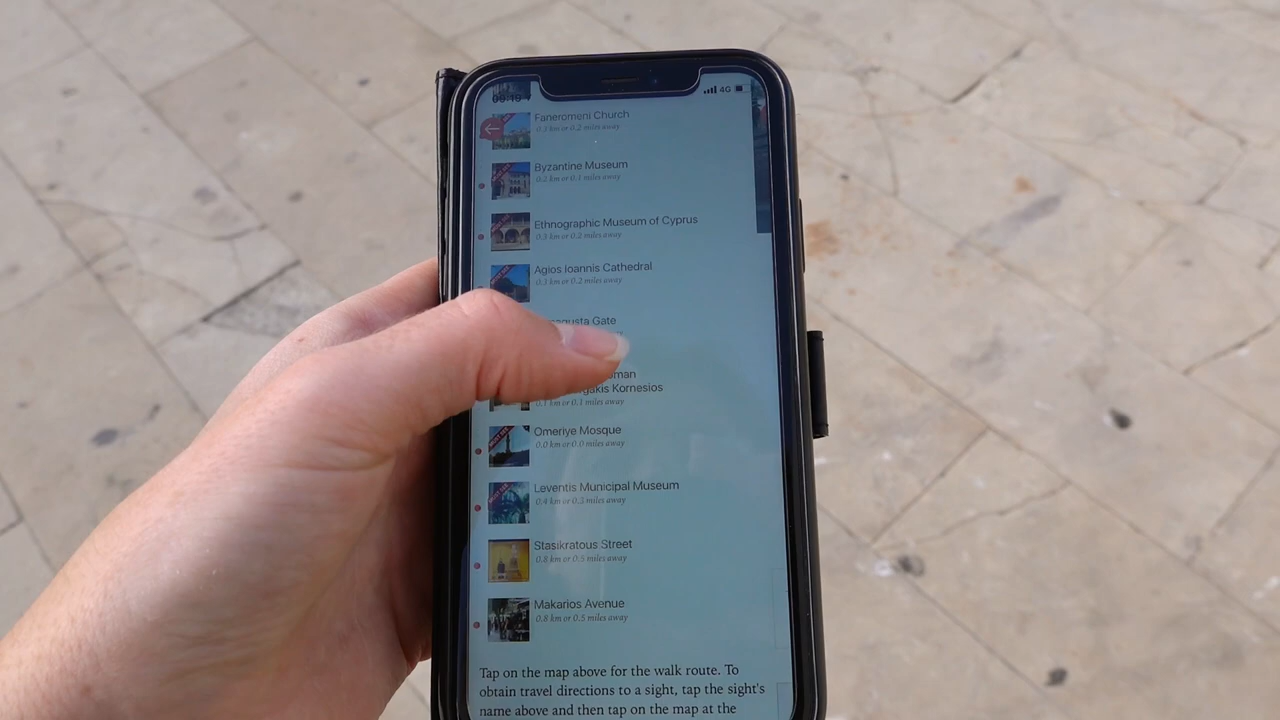 09:19
4G
Faneromeni Church
0.3 km or 0.2 miles away
Byzantine Museum
0.2 km or 0.1 miles away
Ethnographic Museum of Cyprus
0.3 km or 0.2 miles away
Agios Ioannis Cathedral
0.3 km or 0.2 miles away
Gate
Kornesios
0.1 km or 0.1 miles away
Omeriye Mosque
0.0 km or 0.0 miles away
Leventis Municipal Museum
0.4 km or 0.3 miles away
Stasikratous Street
0.8 km or 0.5 miles away
Makarios Avenue
0.8 km or 0.5 miles away
Tap on the map above for the walk route. To
obtain travel directions to a sight, tap the sight's
name above and then tap on the map at the